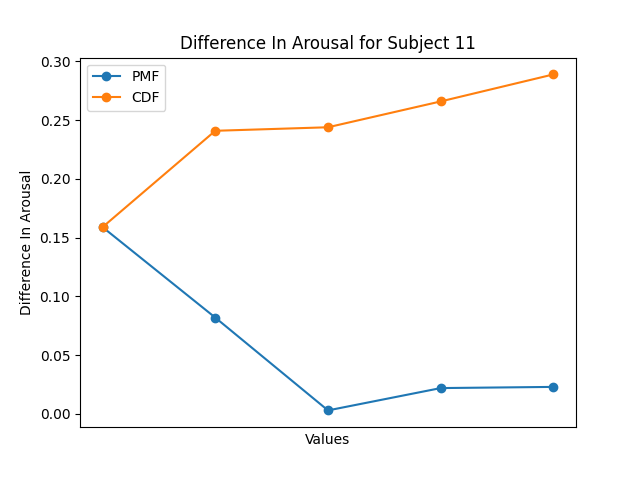 Difference In Arousal for Subject 11
PMF
CDF
0.30
0.25
0.20
0.15
0.10
0.05
0.00
Difference In Arousal
Values